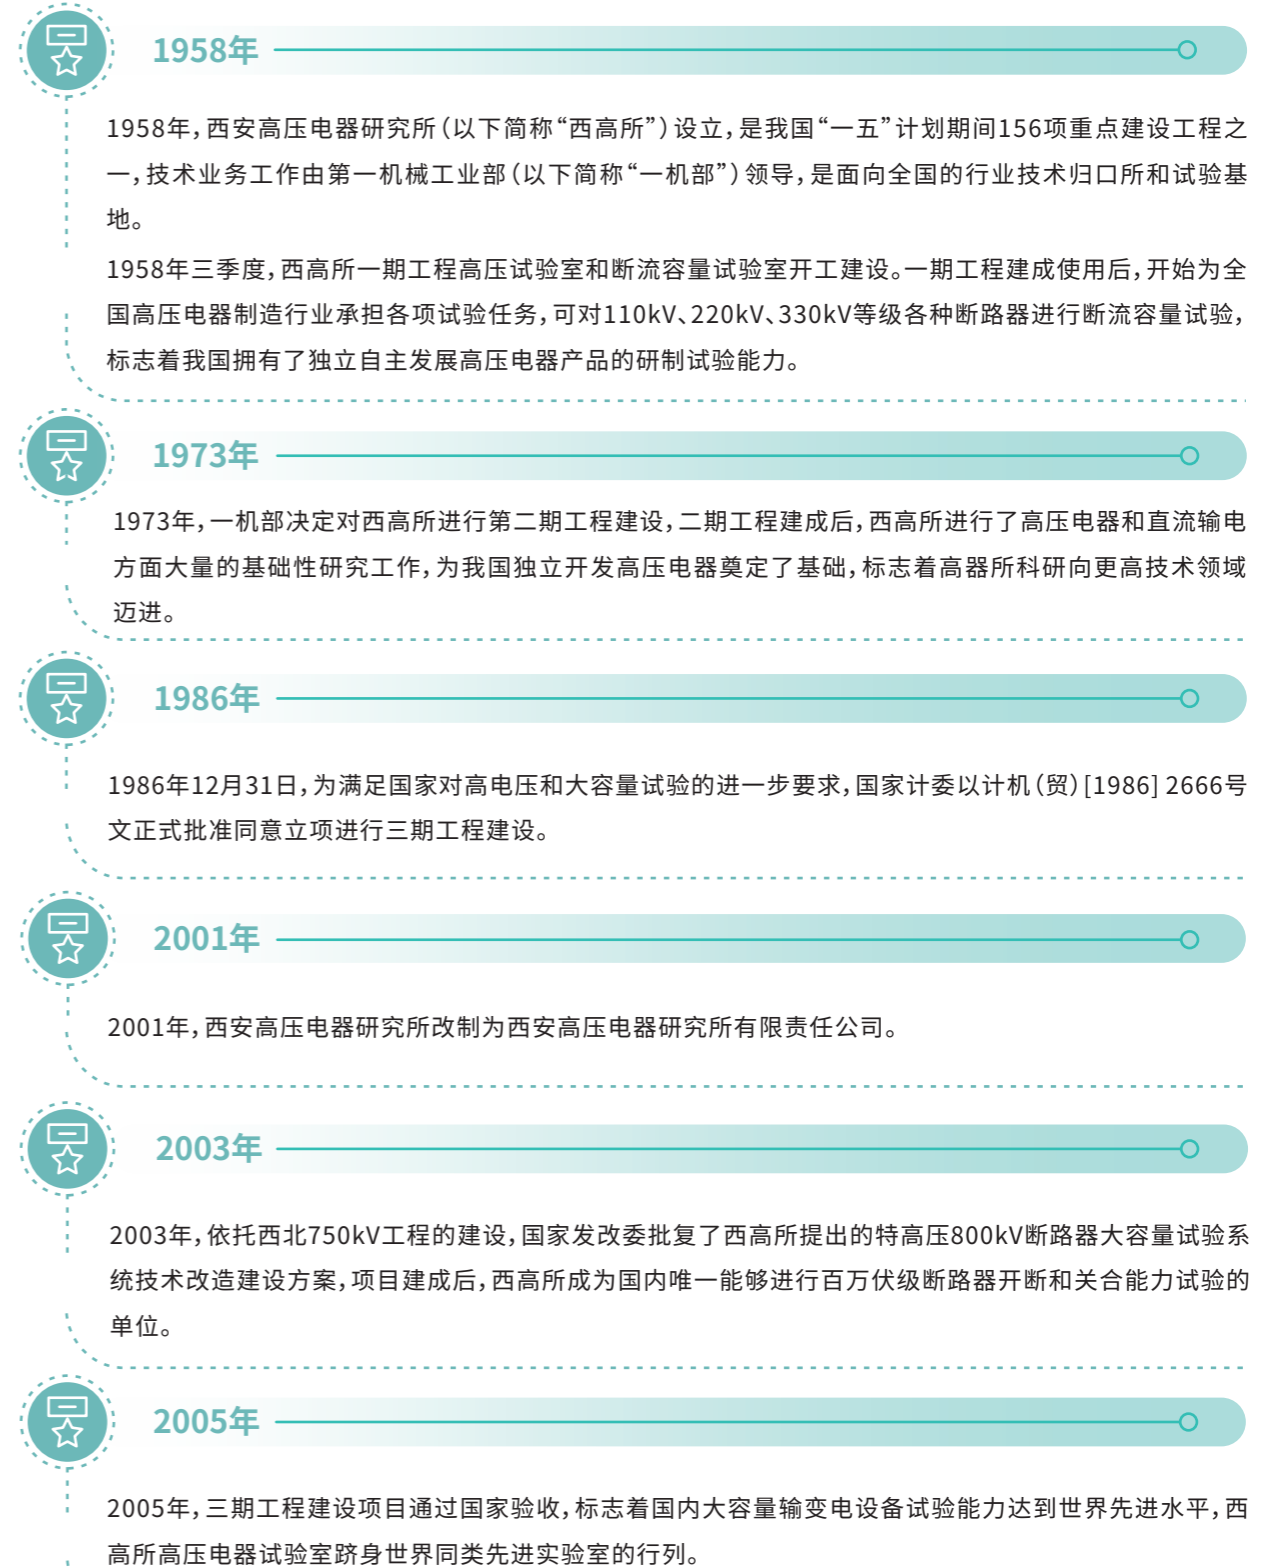 1958年
1958年，西安高压电器研究所（以下简称“西高所”）设立，是我国“一五”计划期间156项重点建设工程之
一，技术业务工作由第一机械工业部（以下简称“一机部”）领导，是面向全国的行业技术归口所和试验基
地。
1958年三季度，西高所一期工程高压试验室和断流容量试验室开工建设。一期工程建成使用后，开始为全
国高压电器制造行业承担各项试验任务，可对110kV、220kV、330kV等级各种断路器进行断流容量试验，
标志着我国拥有了独立自主发展高压电器产品的研制试验能力。
1973年
1973年，一机部决定对西高所进行第二期工程建设，二期工程建成后，西高所进行了高压电器和直流输电
方面大量的基础性研究工作，为我国独立开发高压电器奠定了基础，标志着高器所科研向更高技术领域
迈进。
1986年
1986年12月31日，为满足国家对高电压和大容量试验的进一步要求，国家计委以计机（贸）[1986] 2666号
文正式批准同意立项进行三期工程建设。
2001年
2001年，西安高压电器研究所改制为西安高压电器研究所有限责任公司。
2003年
2003年，依托西北750kV工程的建设，国家发改委批复了西高所提出的特高压800kV断路器大容量试验系
统技术改造建设方案，项目建成后，西高所成为国内唯一能够进行百万伏级断路器开断和关合能力试验的
单位。
2005年
2005年，三期工程建设项目通过国家验收，标志着国内大容量输变电设备试验能力达到世界先进水平，西
高所高压电器试验室跻身世界同类先进实验室的行列。